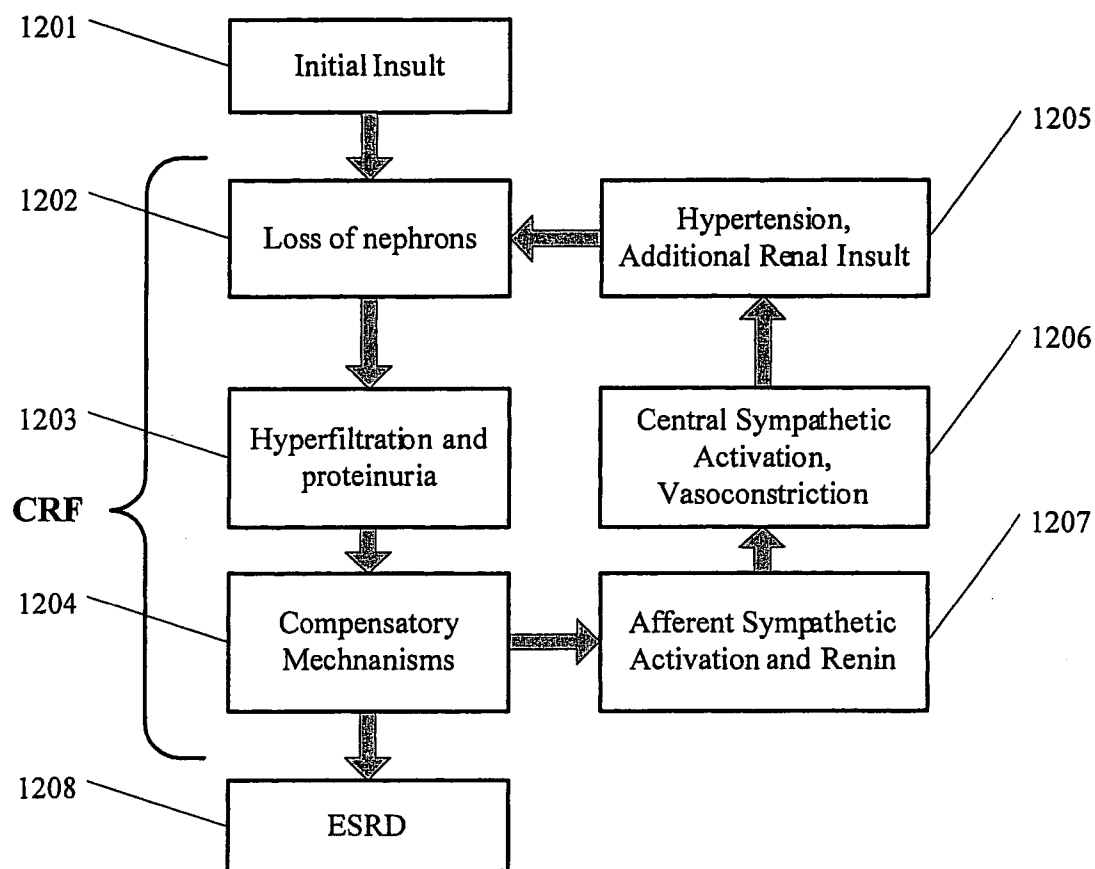 1201
Initial Insult
1205
1202
Loss of nephrons
Hypertension,
Additional Renal Insult
1206
1203
Hyperfiltration and
proteinuria
Central Sympathetic
Activation,
Vasoconstriction
CRF
1207
1204
Compensatory
Mechnanisms
Afferent Sympathetic
Activation and Renin
1208
ESRD